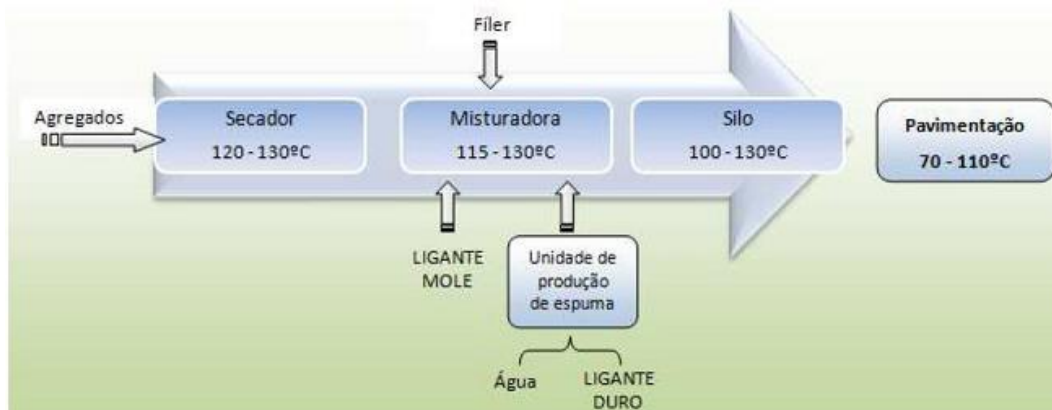 Fíler
Agregados
Secador
120 - 130ºC
Misturadora
115 - 130ºC
Silo
100 - 130ºC
Pavimentação
70 - 110ºC
LIGANTE
MOLE
Unidade de
produção
de espuma
Água
LIGANTE
DURO